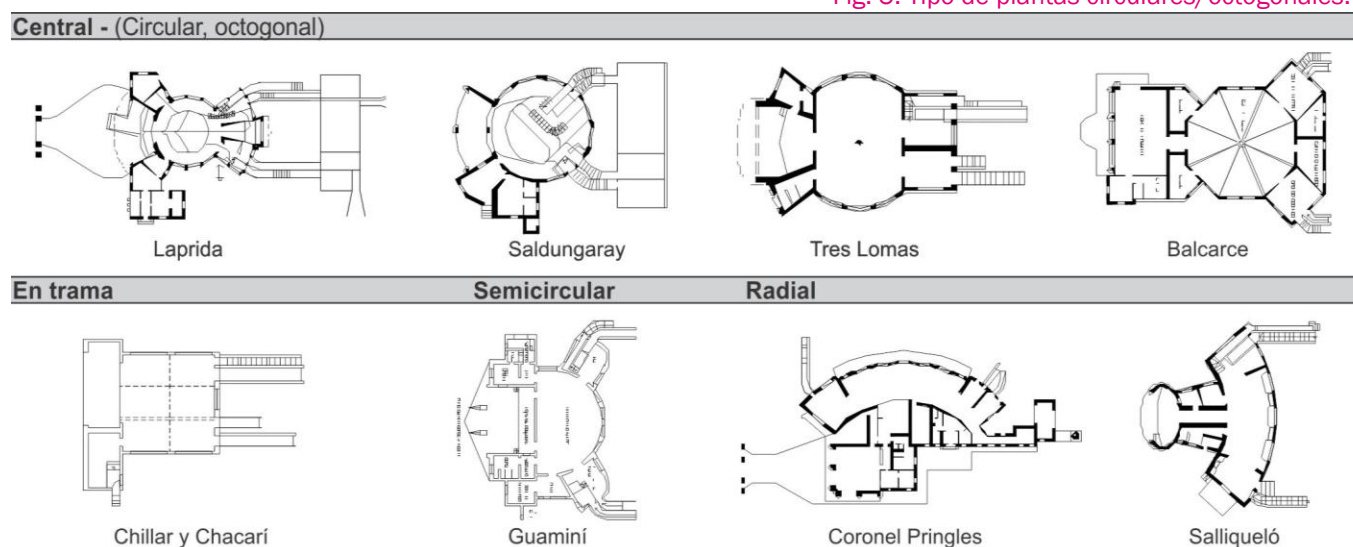 Fig. 3. Tipo de plantas circulares/octogonales.
Central - (Circular, octogonal)
Laprida
Saldungaray
Tres Lomas
Balcarce
En trama
Semicircular
Radial
Chillar y Chacarí
Guaminí
Coronel Pringles
Salliqueló